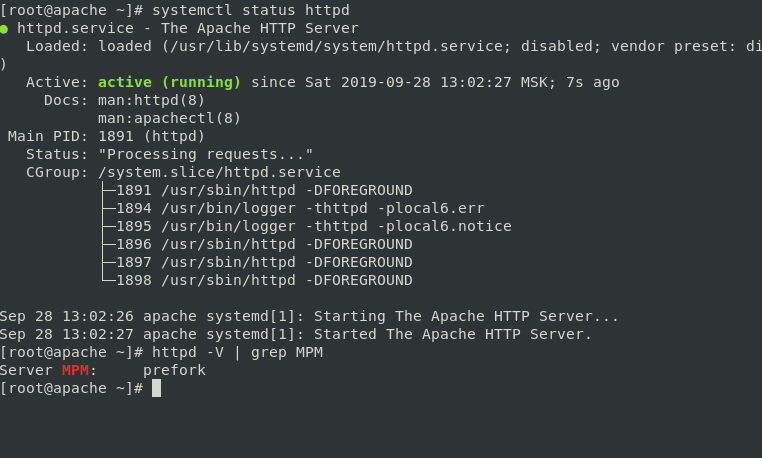 [root@apache ~]# systemctl status httpd
● httpd.service - The Apache HTTP Server
   Loaded: loaded (/usr/lib/systemd/system/httpd.service; disabled; vendor preset: di
)
   Active: active (running) since Sat 2019-09-28 13:02:27 MSK; 7s ago
     Docs: man:httpd(8)
           man:apachectl(8)
 Main PID: 1891 (httpd)
   Status: "Processing requests..."
   CGroup: /system.slice/httpd.service
           ├─1891 /usr/sbin/httpd -DFOREGROUND
           ├─1894 /usr/bin/logger -thttpd -plocal6.err
           ├─1895 /usr/bin/logger -thttpd -plocal6.notice
           ├─1896 /usr/sbin/httpd -DFOREGROUND
           ├─1897 /usr/sbin/httpd -DFOREGROUND
           └─1898 /usr/sbin/httpd -DFOREGROUND

Sep 28 13:02:26 apache systemd[1]: Starting The Apache HTTP Server...
Sep 28 13:02:27 apache systemd[1]: Started The Apache HTTP Server.
[root@apache ~]# httpd -V | grep MPM
Server MPM:     prefork
[root@apache ~]#